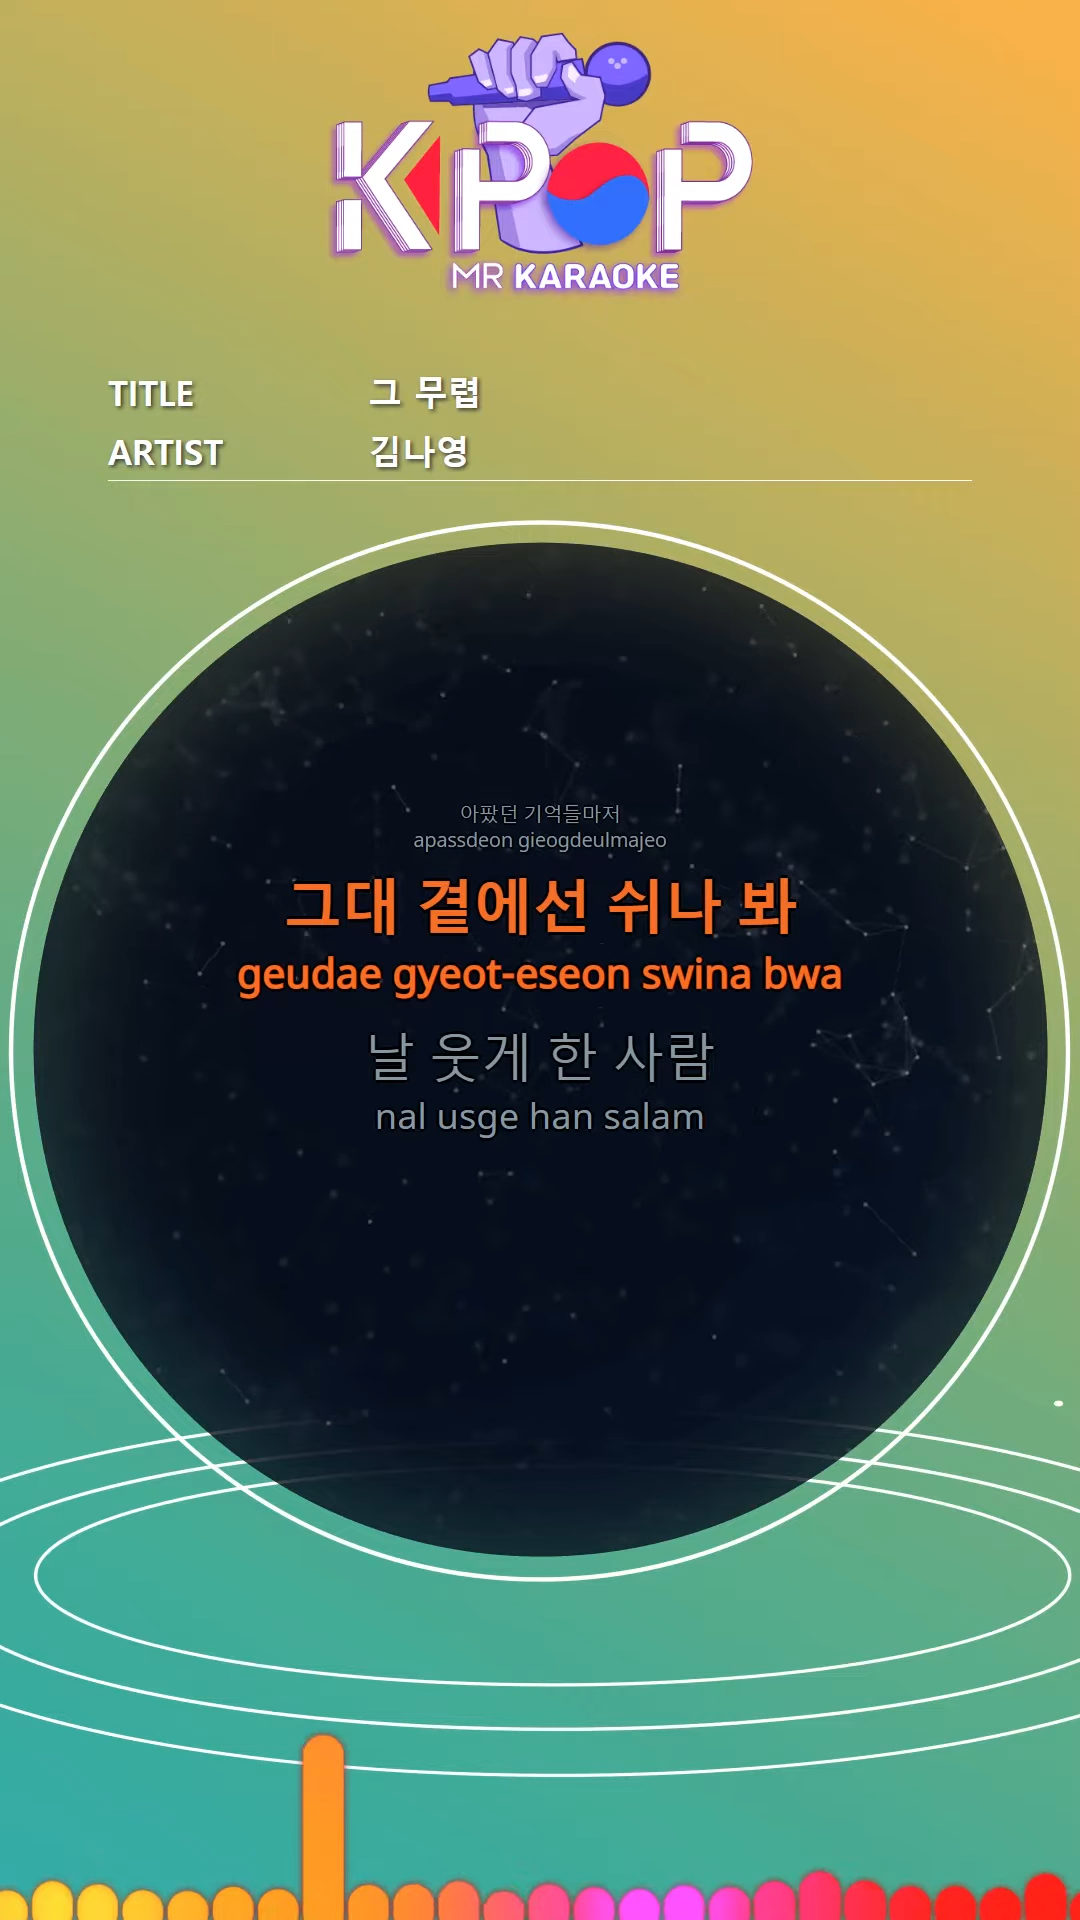 KPOP
MR KARAOKE
TITLE 그 무렵
ARTIST 김나영
아팠던 기억들마저
apassdeon gieogdeulmajeo
그대 곁에선 쉬나 봐
geudae gyeot-eseon swina bwa
날 웃게 한 사람
nal usge han salam